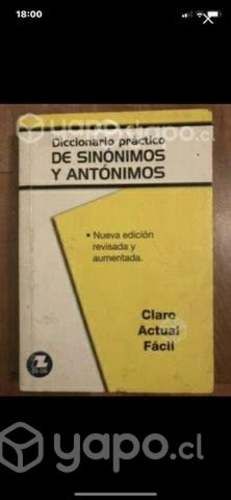 18:00
yapo.cl
Diccionario práctico
DE SINÓNIMOS
Y ANTÓNIMOS
• Nueva edición
revisada y
aumentada.
Claro
Actual
Fácil
yapo.cl